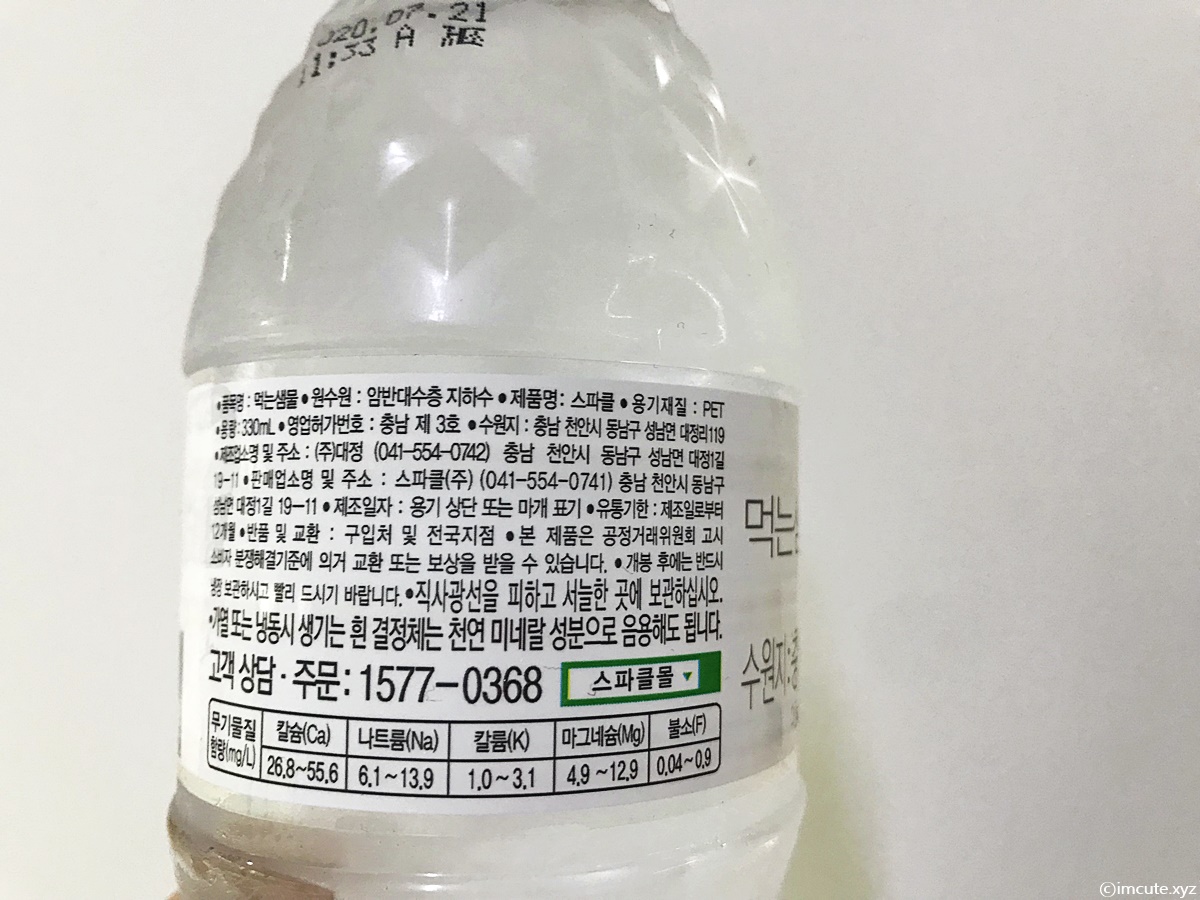 020.07.21
1:33 A
•품목명 : 먹는샘물 • 원수원 : 암반대수층 지하수 • 제품명 : 스파클 • 용기재질 : PET
•용량 : 330mL • 영업허가번호 : 충남 제 3호 • 수원지 : 충남 천안시 동남구 성남면 대정리119
•제조업소명 및 주소 : (주)대정 (041-554-0742) 충남 천안시 동남구 성남면 대정1길
19-11 • 판매업소명 및 주소 : 스파클(주) (041-554-0741) 충남 천안시 동남구
성남면 대정1길 19-11 • 제조일자 : 용기 상단 또는 마개 표기 • 유통기한 : 제조일로부터
12개월 • 반품 및 교환 : 구입처 및 전국지점 • 본 제품은 공정거래위원회 고시
소비자 분쟁해결기준에 의거 교환 또는 보상을 받을 수 있습니다. • 개봉 후에는 반드시
냉장 보관하시고 빨리 드시기 바랍니다. •직사광선을 피하고 서늘한 곳에 보관하십시오.
•가열 또는 냉동시 생기는 흰 결정체는 천연 미네랄 성분으로 음용해도 됩니다.
고객 상담 · 주문 : 1577-0368 스파클몰 ▼
무기물질 함량(mg/L) 칼슘(Ca) 나트륨(Na) 칼륨(K) 마그네슘(Mg) 불소(F)
26.8~55.6 6.1~13.9 1.0~3.1 4.9~12.9 0.04~0.9
먹는
수원지:충
©imcute.xyz